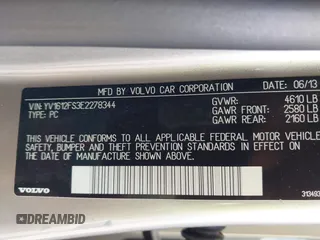 MFD BY VOLVO CAR CORPORATION DATE: 06/13
VIN: YV1612FS3E2278344 GVWR: 4610 LB
TYPE: PC GAWR FRONT: 2580 LB
GAWR REAR: 2160 LB
THIS VEHICLE CONFORMS TO ALL APPLICABLE FEDERAL MOTOR VEHICLE
SAFETY, BUMPER AND THEFT PREVENTION STANDARDS IN EFFECT ON
THE DATE OF MANUFACTURE SHOWN ABOVE.
VOLVO
313493
DREAMBID